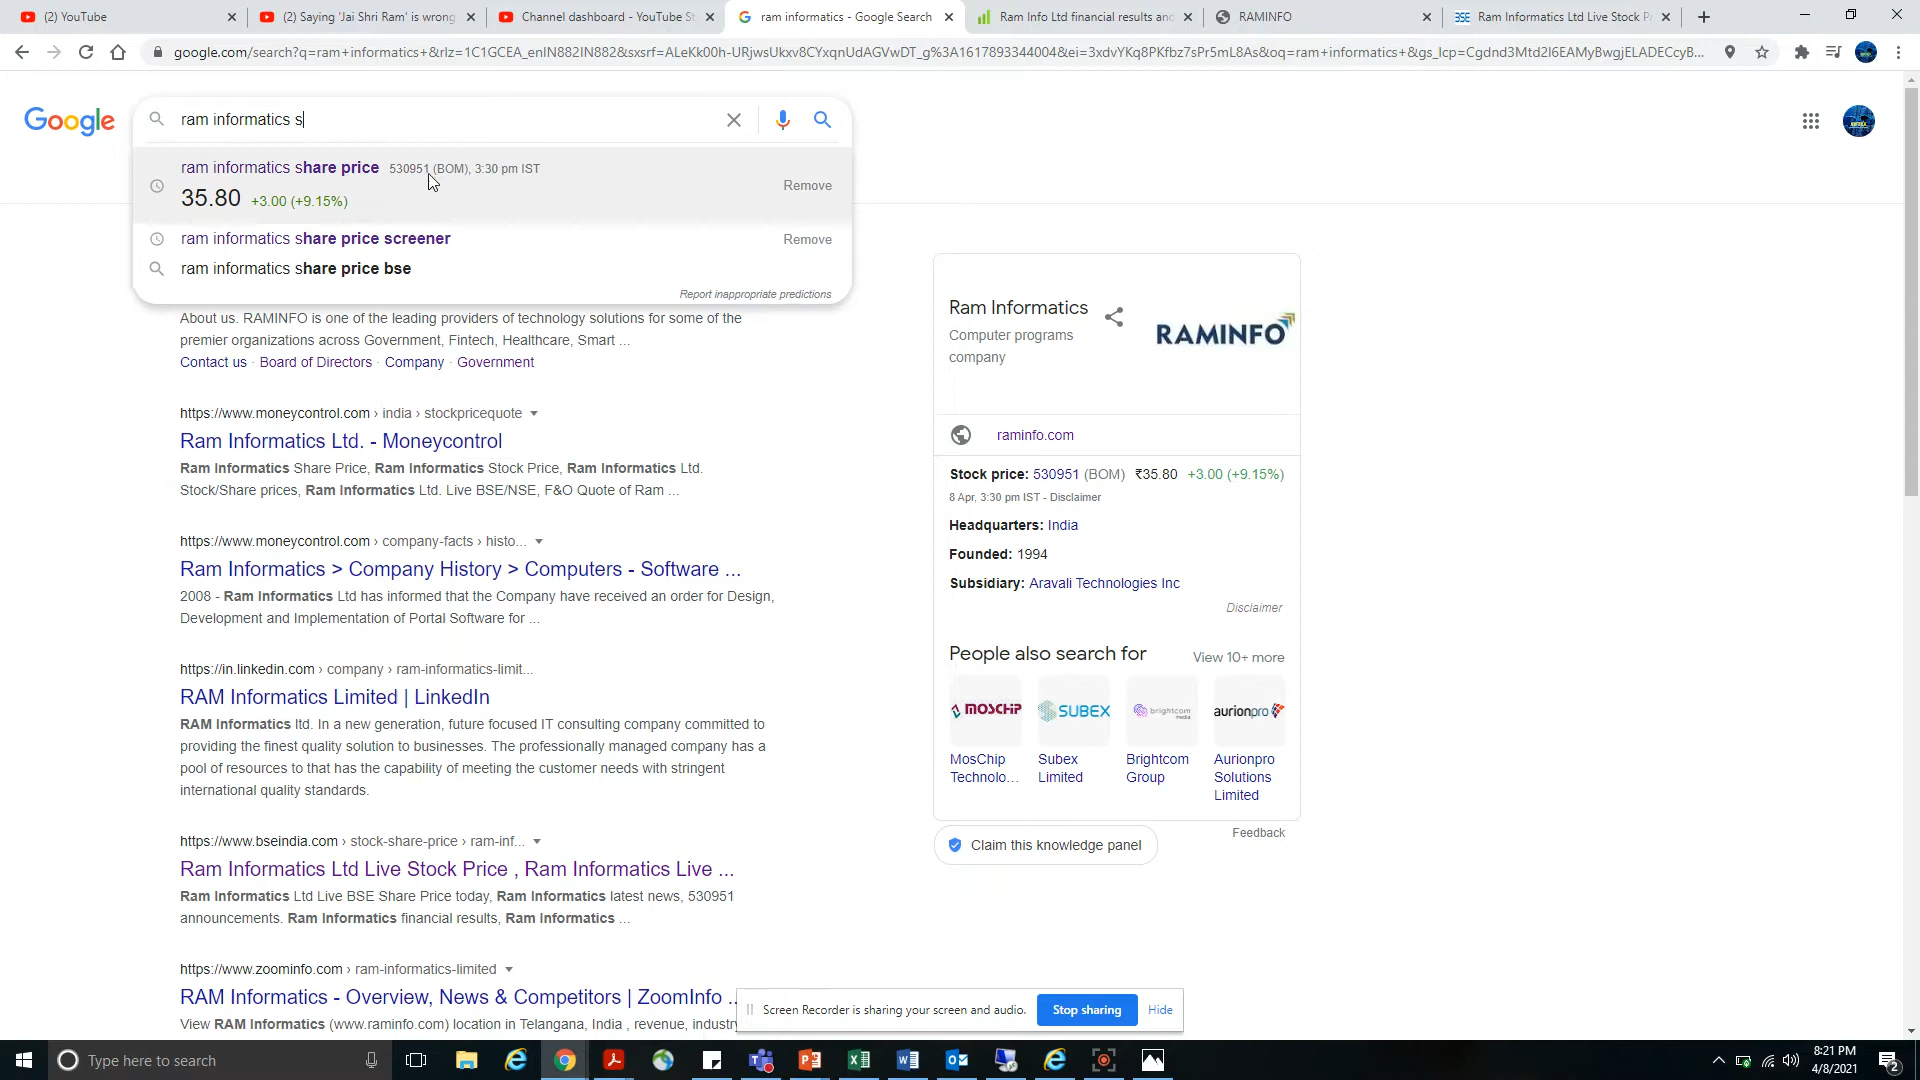 (2) YouTube
(2) Saying 'Jai Shri Ram' is wrong
Channel dashboard - YouTube St
ram informatics - Google Search
Ram Info Ltd financial results and
RAMINFO
Ram Informatics Ltd Live Stock P
google.com/search?q=ram+informatics+&rlz=1C1GCEA_enIN882IN882&sxsrf=ALeKk00h-URjwsUkxv8CYxqnUdAGVwDT_g%3A1617893344004&ei=3xdvYKq8PKfbz7sPr5mL8As&oq=ram+informatics+&gs_lcp=Cgdnd3Mtd2l6EAMyBwgjELADECcyB...
Google
ram informatics s
ram informatics share price 530951 (BOM), 3:30 pm IST
35.80 +3.00 (+9.15%)
Remove
ram informatics share price screener
Remove
ram informatics share price bse
Report inappropriate predictions
About us. RAMINFO is one of the leading providers of technology solutions for some of the
premier organizations across Government, Fintech, Healthcare, Smart ...
Contact us · Board of Directors · Company · Government
https://www.moneycontrol.com › india › stockpricequote
Ram Informatics Ltd. - Moneycontrol
Ram Informatics Share Price, Ram Informatics Stock Price, Ram Informatics Ltd.
Stock/Share prices, Ram Informatics Ltd. Live BSE/NSE, F&O Quote of Ram ...
https://www.moneycontrol.com › company-facts › histo...
Ram Informatics > Company History > Computers - Software ...
2008 - Ram Informatics Ltd has informed that the Company have received an order for Design,
Development and Implementation of Portal Software for ...
https://in.linkedin.com › company › ram-informatics-limit...
RAM Informatics Limited | LinkedIn
RAM Informatics ltd. In a new generation, future focused IT consulting company committed to
providing the finest quality solution to businesses. The professionally managed company has a
pool of resources to that has the capability of meeting the customer needs with stringent
international quality standards.
https://www.bseindia.com › stock-share-price › ram-inf...
Ram Informatics Ltd Live Stock Price , Ram Informatics Live ...
Ram Informatics Ltd Live BSE Share Price today, Ram Informatics latest news, 530951
announcements. Ram Informatics financial results, Ram Informatics ...
https://www.zoominfo.com › ram-informatics-limited
RAM Informatics - Overview, News & Competitors | ZoomInfo ..
View RAM Informatics (www.raminfo.com) location in Telangana, India , revenue, industry
Ram Informatics
Computer programs
company
RAMINFO
raminfo.com
Stock price: 530951 (BOM) ₹35.80 +3.00 (+9.15%)
8 Apr, 3:30 pm IST - Disclaimer
Headquarters: India
Founded: 1994
Subsidiary: Aravali Technologies Inc
Disclaimer
People also search for
View 10+ more
MOSCHIP
SUBEX
brightcom
media
aurionpro
MosChip
Technolo...
Subex
Limited
Brightcom
Group
Aurionpro
Solutions
Limited
Feedback
Claim this knowledge panel
Screen Recorder is sharing your screen and audio.
Stop sharing
Hide
Type here to search
8:21 PM
4/8/2021
2